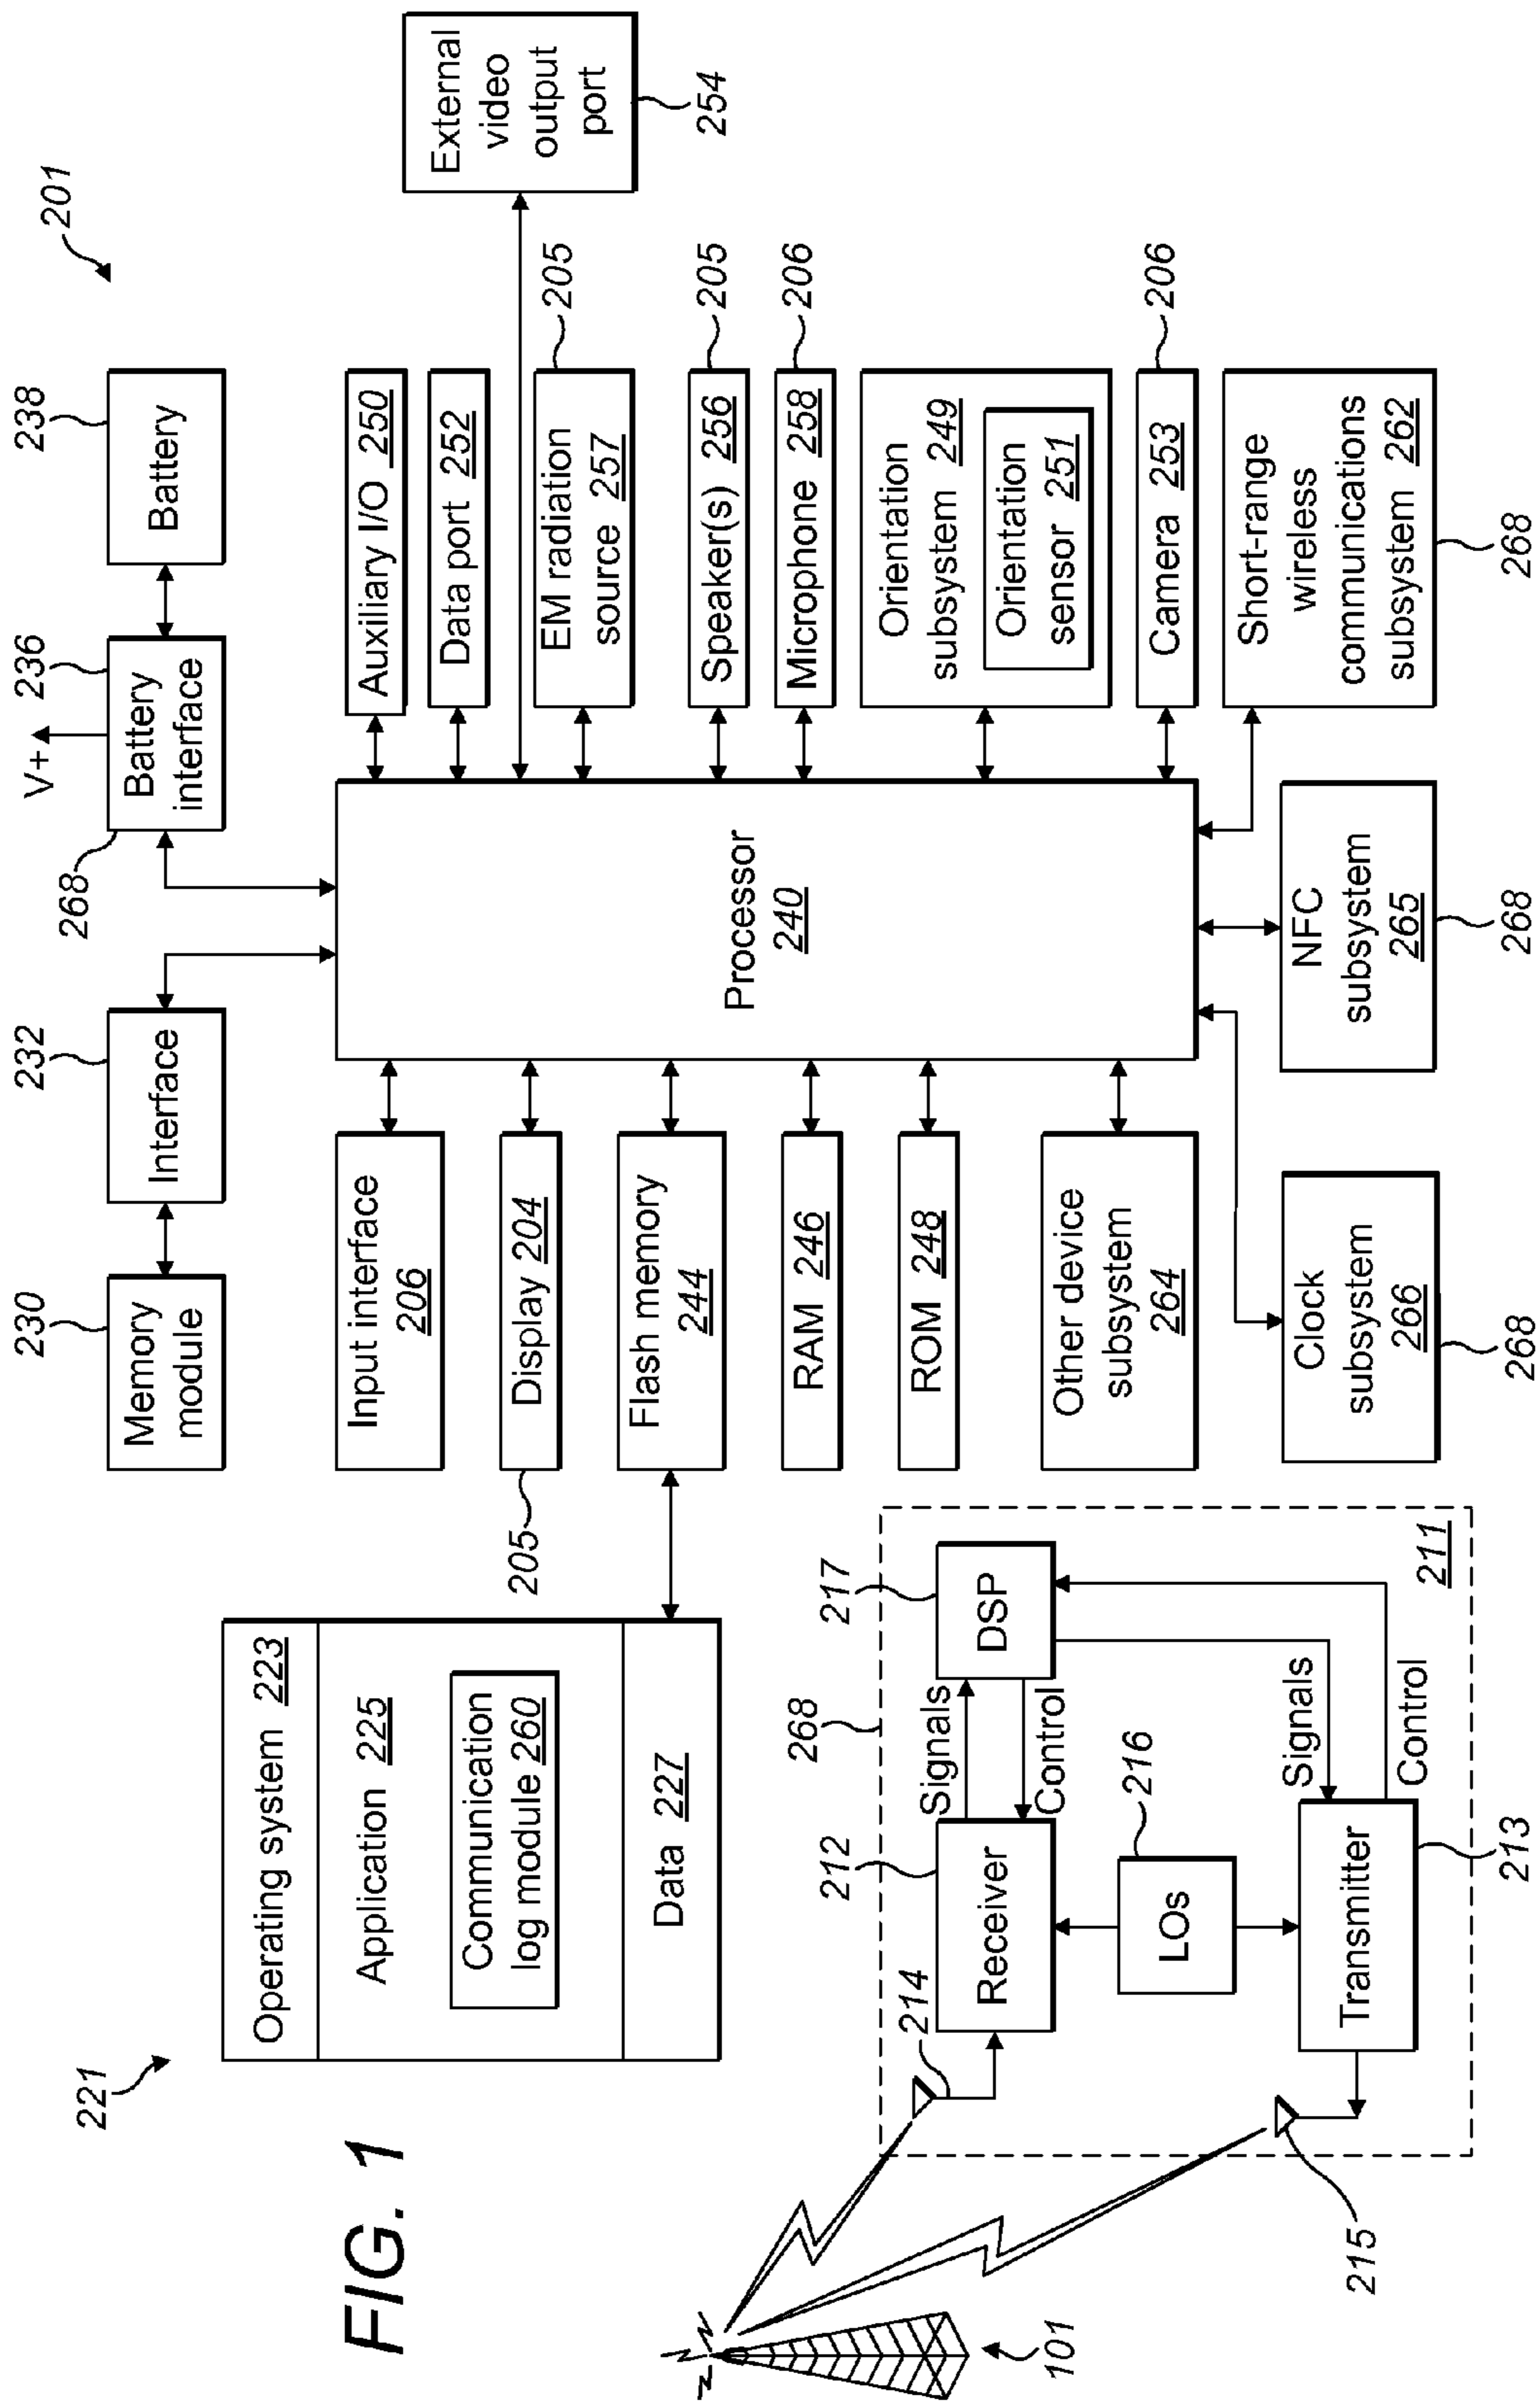 201
230
232
236
238
V+
268
Memory
module
Interface
Battery
interface
Battery
External
video
output
port
254
221
Operating system 223
Application 225
Communication
log module 260
Data 227
Input interface
206
Display 204
205
Flash memory
244
RAM 246
ROM 248
Other device
subsystem
264
Processor
240
Auxiliary I/O 250
Data port 252
EM radiation
source 257
205
Speaker(s) 256
205
Microphone 258
206
Orientation
subsystem 249
Orientation
sensor 251
Camera 253
206
Short-range
wireless
communications
subsystem 262
268
NFC
subsystem
265
268
Clock
subsystem
266
268
FIG. 1
101
268
217
DSP
212
Receiver
Signals
Control
214
216
LOs
Signals
Control
Transmitter
213
215
211